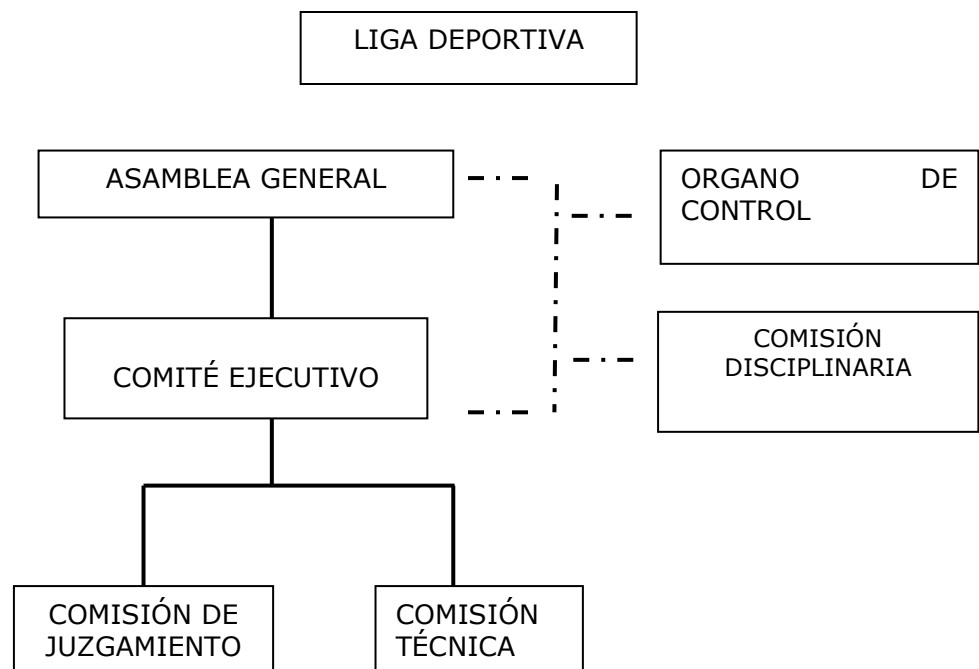 LIGA DEPORTIVA
ASAMBLEA GENERAL
ORGANO DE
CONTROL
COMITÉ EJECUTIVO
COMISIÓN
DISCIPLINARIA
COMISIÓN DE
JUZGAMIENTO
COMISIÓN
TÉCNICA